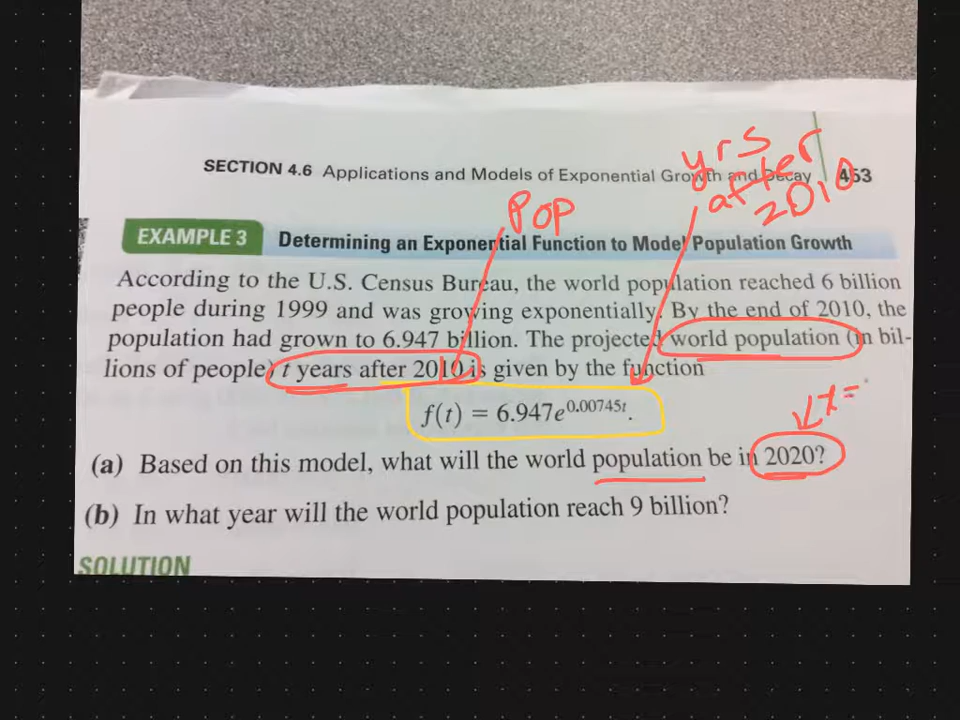 yrs
after
2010
SECTION 4.6 Applications and Models of Exponential Growth and Decay 453
Pop
EXAMPLE 3 Determining an Exponential Function to Model Population Growth
According to the U.S. Census Bureau, the world population reached 6 billion
people during 1999 and was growing exponentially. By the end of 2010, the
population had grown to 6.947 billion. The projected world population (in bil-
lions of people) t years after 2010 is given by the function
f(t) = 6.947e^{0.00745t}.
t =
(a) Based on this model, what will the world population be in 2020?
(b) In what year will the world population reach 9 billion?
SOLUTION